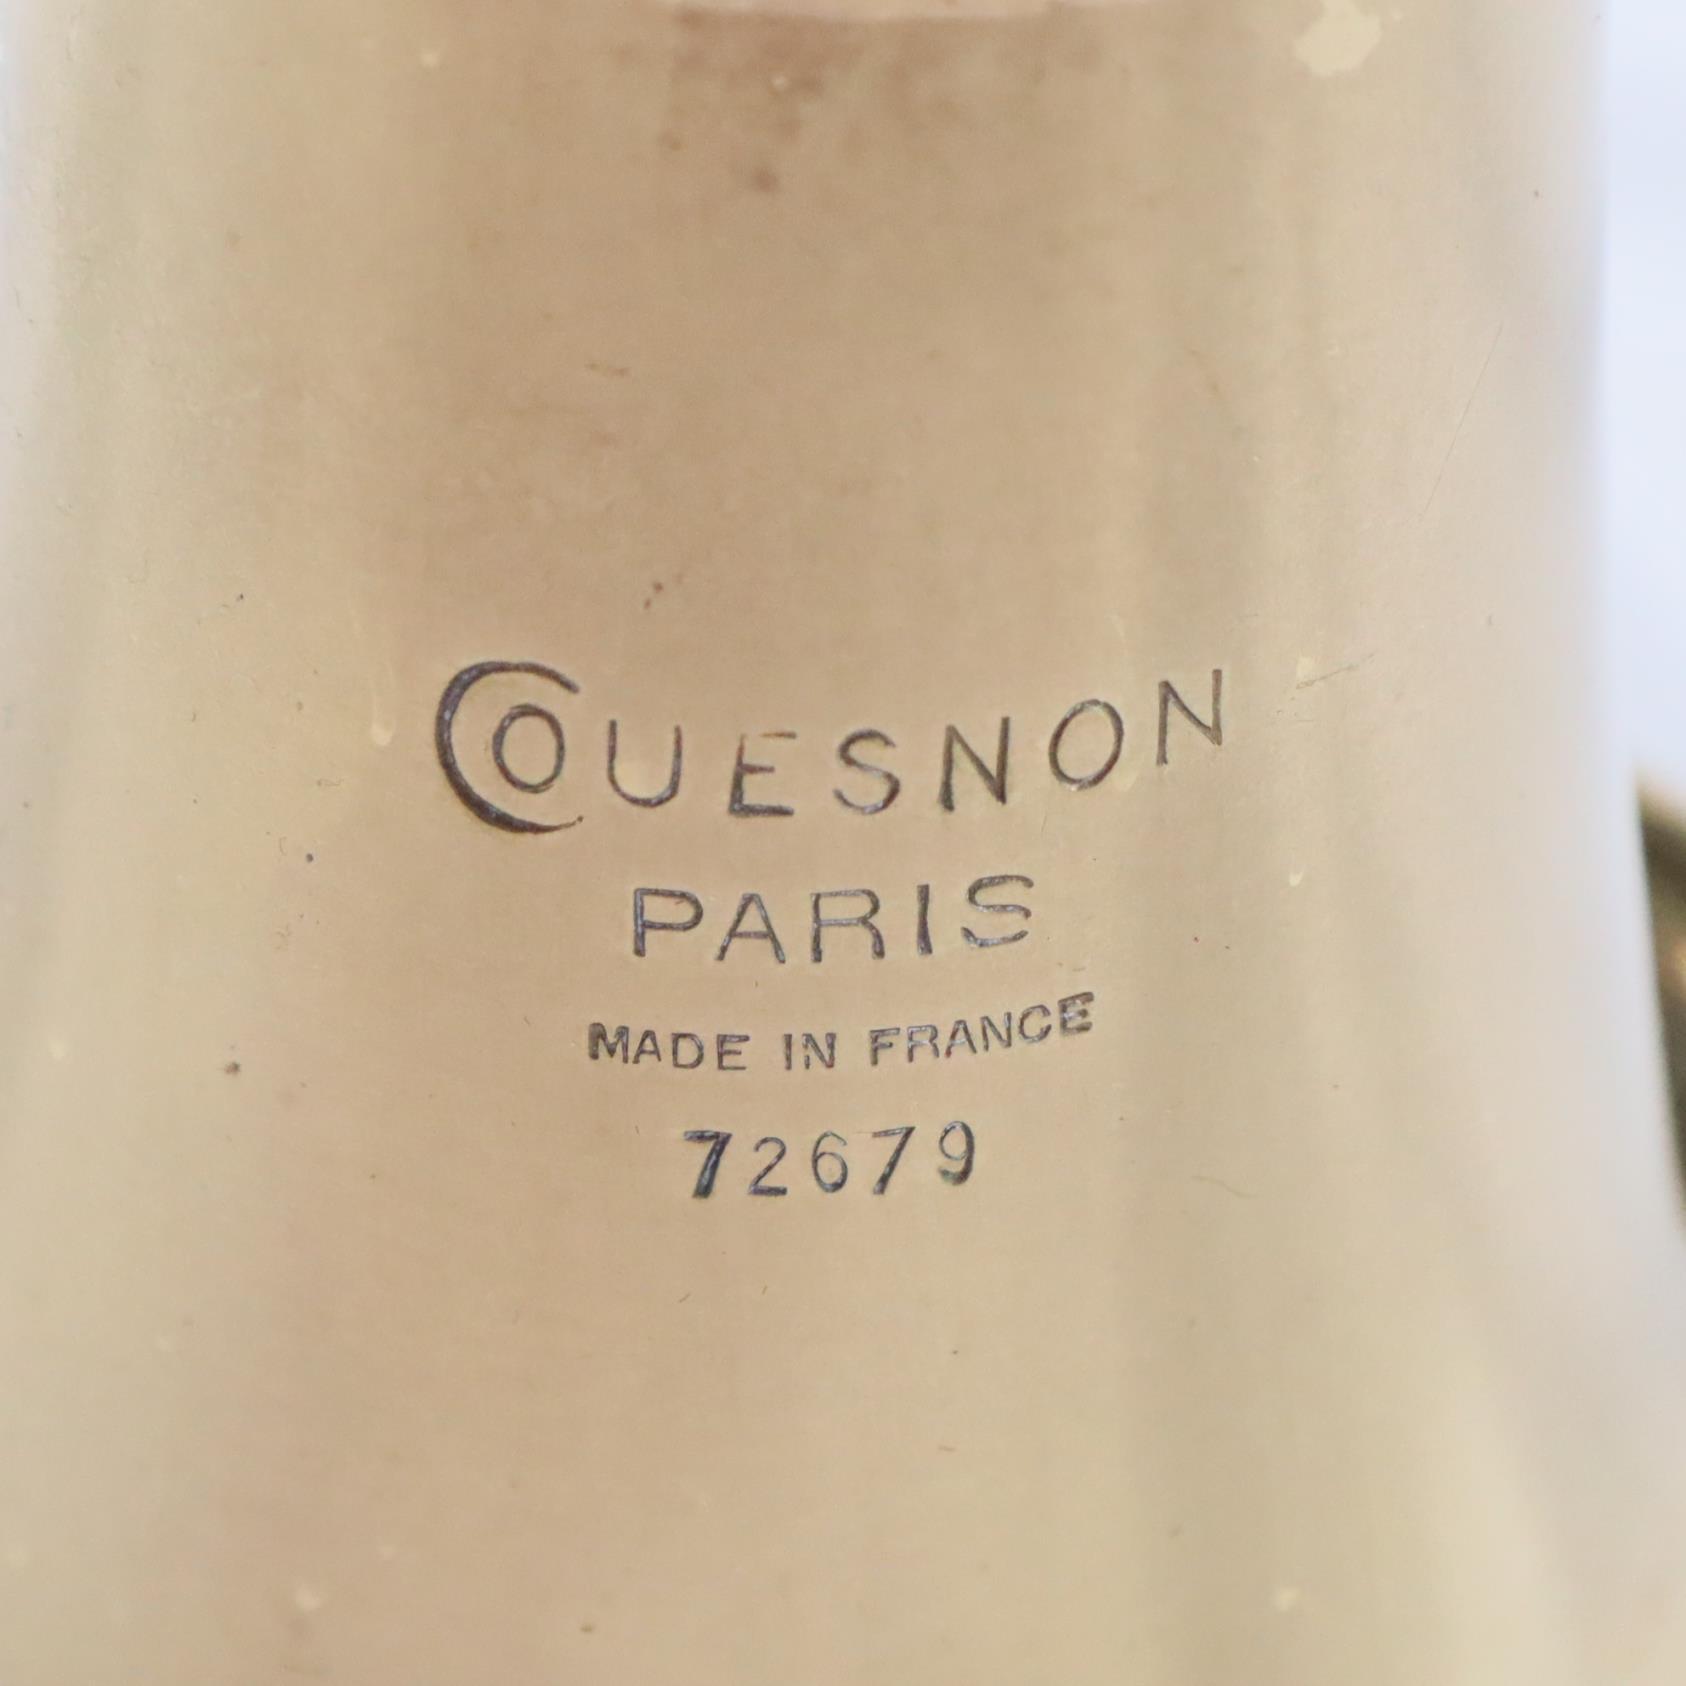 COUESNON
PARIS
MADE IN FRANCE
72679